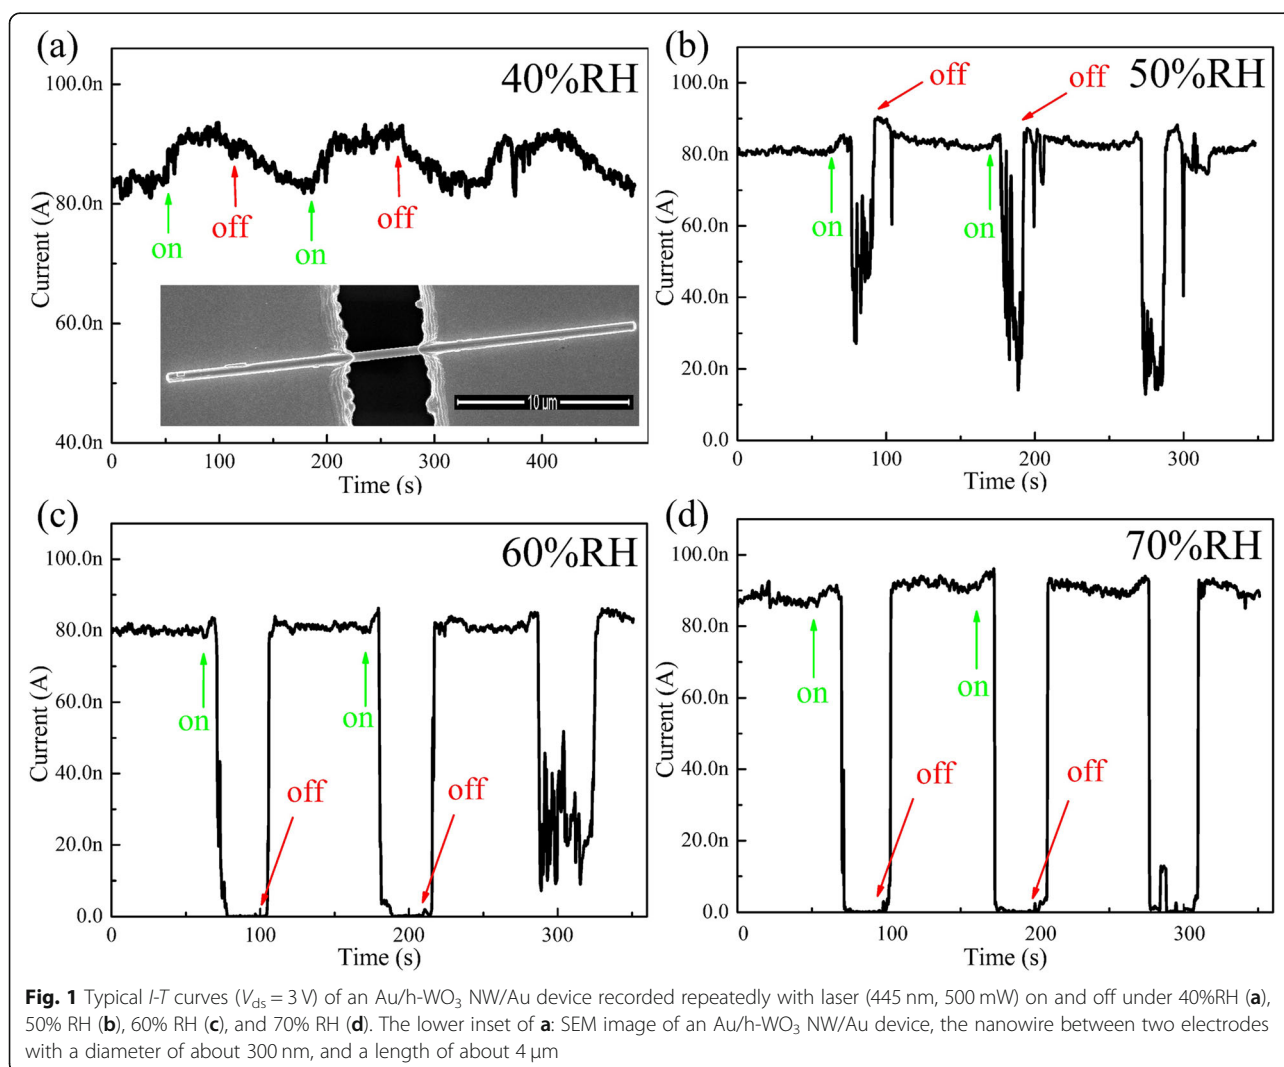 (a)
40%RH
100.0n
80.0n
60.0n
40.0n
Current (A)
on
off
on
off
10 µm
0
100
200
300
400
Time (s)
(b)
50%RH
100.0n
80.0n
60.0n
40.0n
20.0n
0.0
Current (A)
on
off
on
off
0
100
200
300
Time (s)
(c)
60%RH
100.0n
80.0n
60.0n
40.0n
20.0n
0.0
Current (A)
on
off
on
off
0
100
200
300
Time (s)
(d)
70%RH
100.0n
80.0n
60.0n
40.0n
20.0n
0.0
Current (A)
on
off
on
off
0
100
200
300
Time (s)
Fig. 1 Typical I-T curves (Vds = 3 V) of an Au/h-WO3 NW/Au device recorded repeatedly with laser (445 nm, 500 mW) on and off under 40%RH (a),
50% RH (b), 60% RH (c), and 70% RH (d). The lower inset of a: SEM image of an Au/h-WO3 NW/Au device, the nanowire between two electrodes
with a diameter of about 300 nm, and a length of about 4 µm